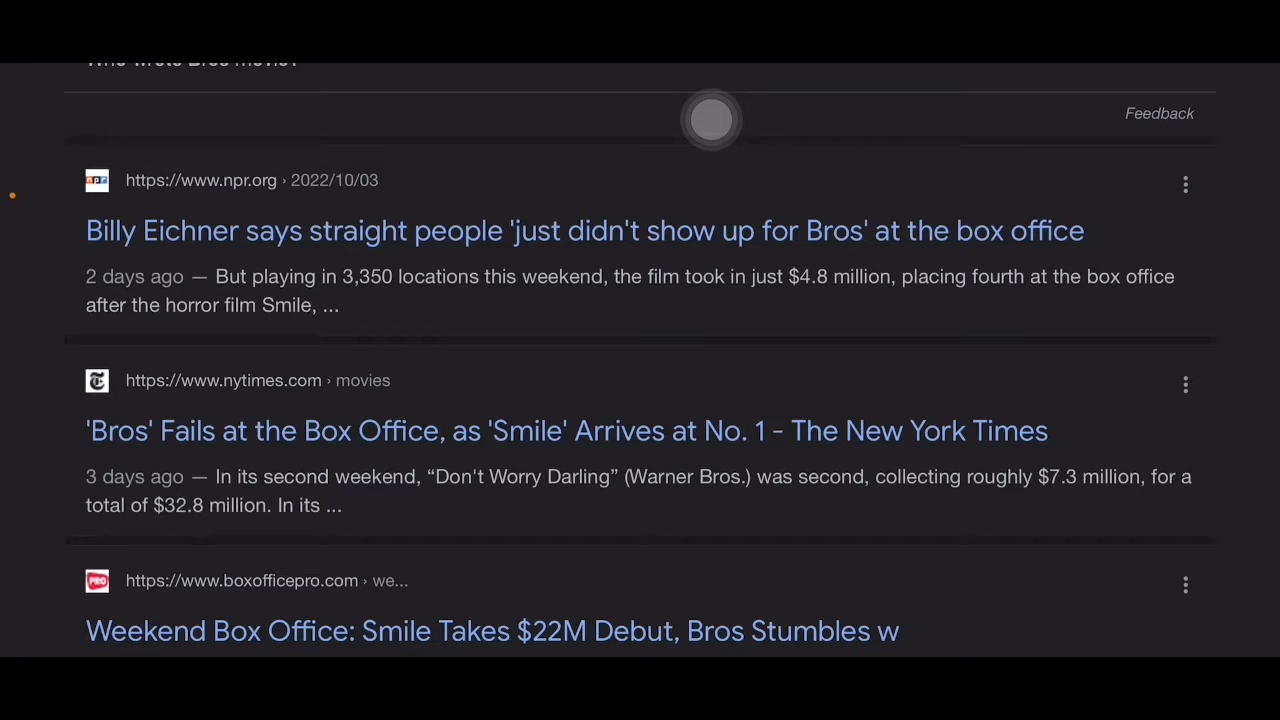 Who wrote Bros movie?
Feedback
npr
https://www.npr.org › 2022/10/03
Billy Eichner says straight people 'just didn't show up for Bros' at the box office
2 days ago — But playing in 3,350 locations this weekend, the film took in just $4.8 million, placing fourth at the box office
after the horror film Smile, ...
https://www.nytimes.com › movies
'Bros' Fails at the Box Office, as 'Smile' Arrives at No. 1 - The New York Times
3 days ago — In its second weekend, “Don't Worry Darling” (Warner Bros.) was second, collecting roughly $7.3 million, for a
total of $32.8 million. In its ...
PRO
https://www.boxofficepro.com › we...
Weekend Box Office: Smile Takes $22M Debut, Bros Stumbles w